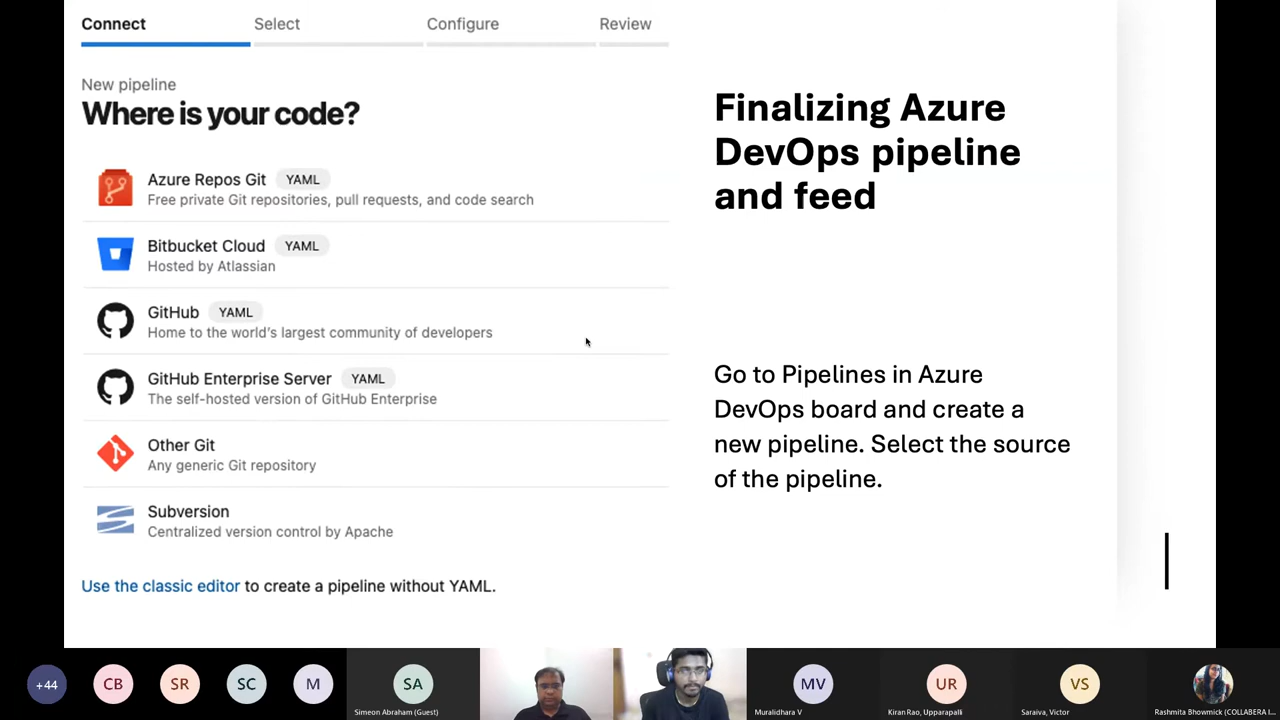 Connect
Select
Configure
Review
New pipeline
Where is your code?
Azure Repos Git YAML
Free private Git repositories, pull requests, and code search
Bitbucket Cloud YAML
Hosted by Atlassian
GitHub YAML
Home to the world's largest community of developers
GitHub Enterprise Server YAML
The self-hosted version of GitHub Enterprise
Other Git
Any generic Git repository
Subversion
Centralized version control by Apache
Use the classic editor to create a pipeline without YAML.
Finalizing Azure
DevOps pipeline
and feed
Go to Pipelines in Azure
DevOps board and create a
new pipeline. Select the source
of the pipeline.
+44
CB
SR
SC
M
SA
Simeon Abraham (Guest)
MV
Muralidhara V
UR
Kiran Rao, Upparapalli
VS
Saraiva, Victor
Rashmita Bhowmick (COLLABERA I...